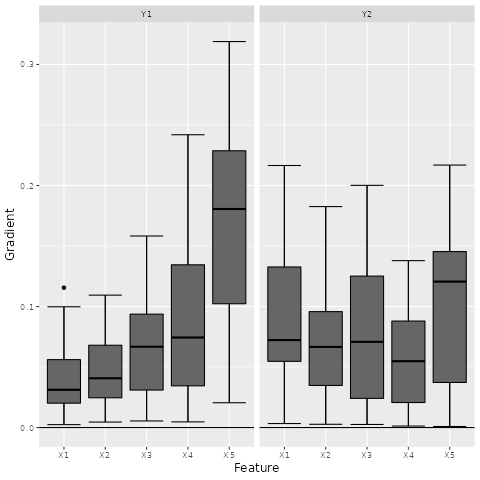 Y1
Y2
Gradient
0.3
0.2
0.1
0.0
X1 X2 X3 X4 X5
X1 X2 X3 X4 X5
Feature